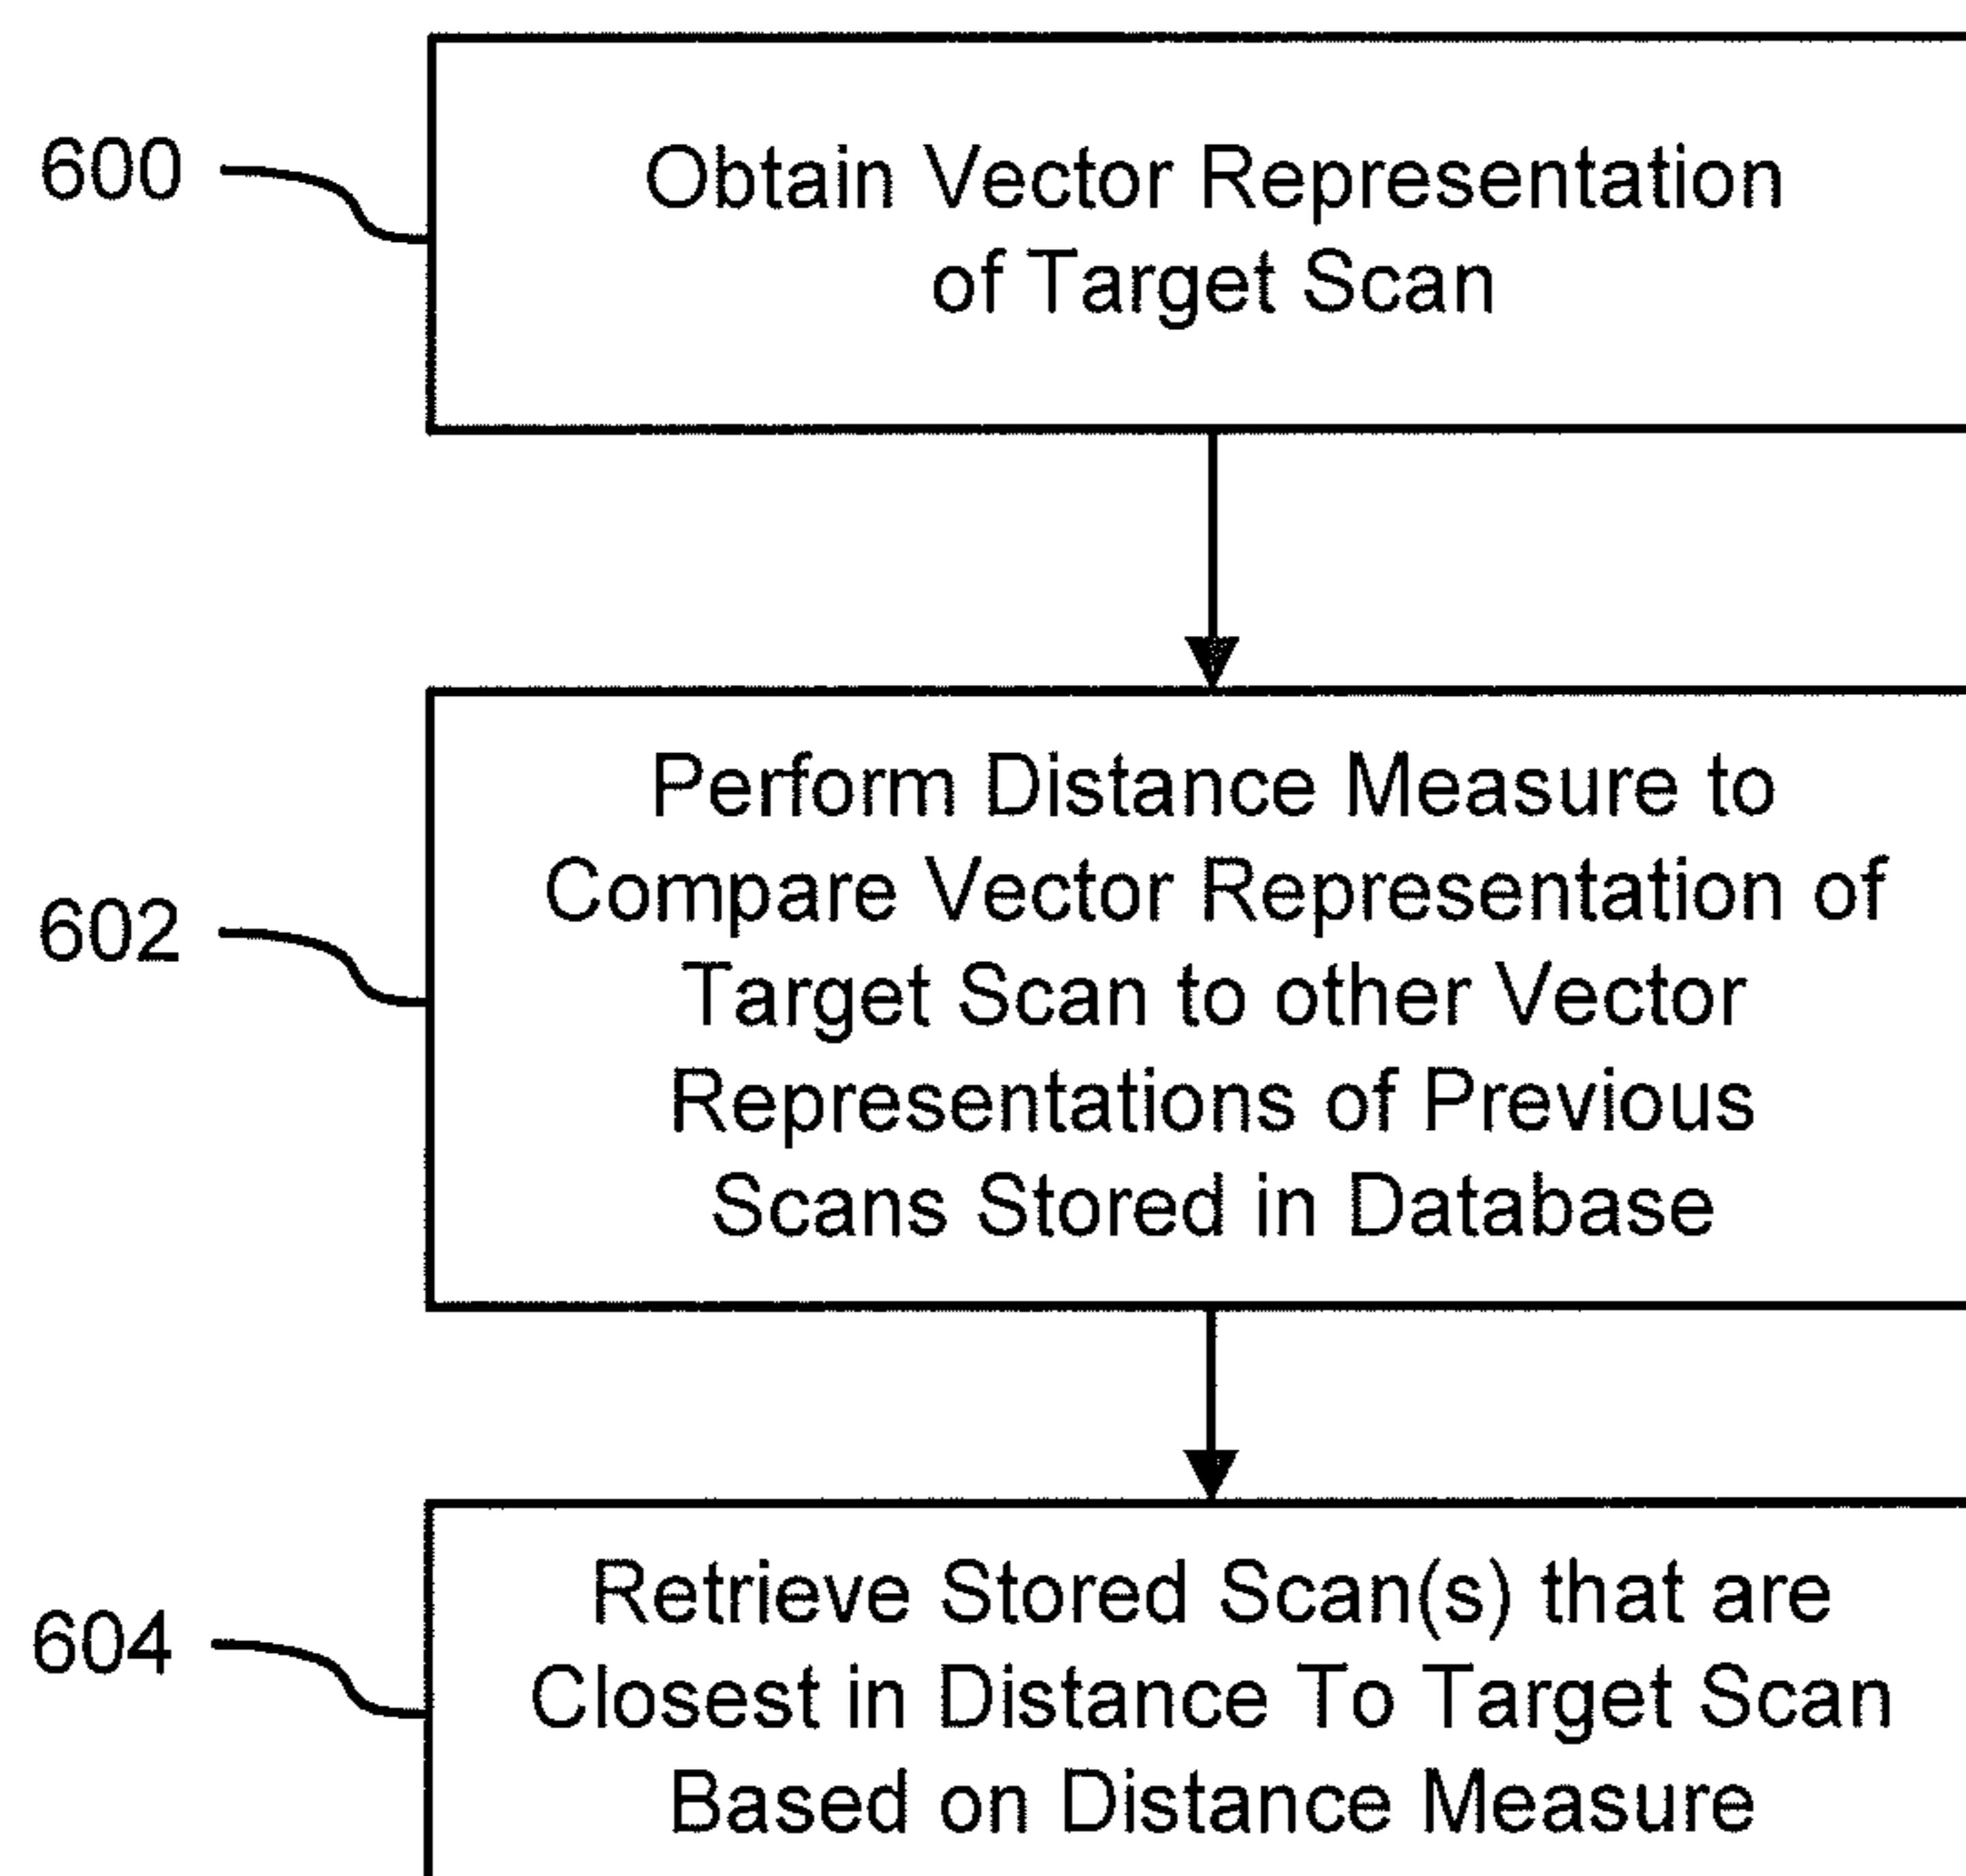 600
Obtain Vector Representation
of Target Scan
602
Perform Distance Measure to
Compare Vector Representation of
Target Scan to other Vector
Representations of Previous
Scans Stored in Database
604
Retrieve Stored Scan(s) that are
Closest in Distance To Target Scan
Based on Distance Measure